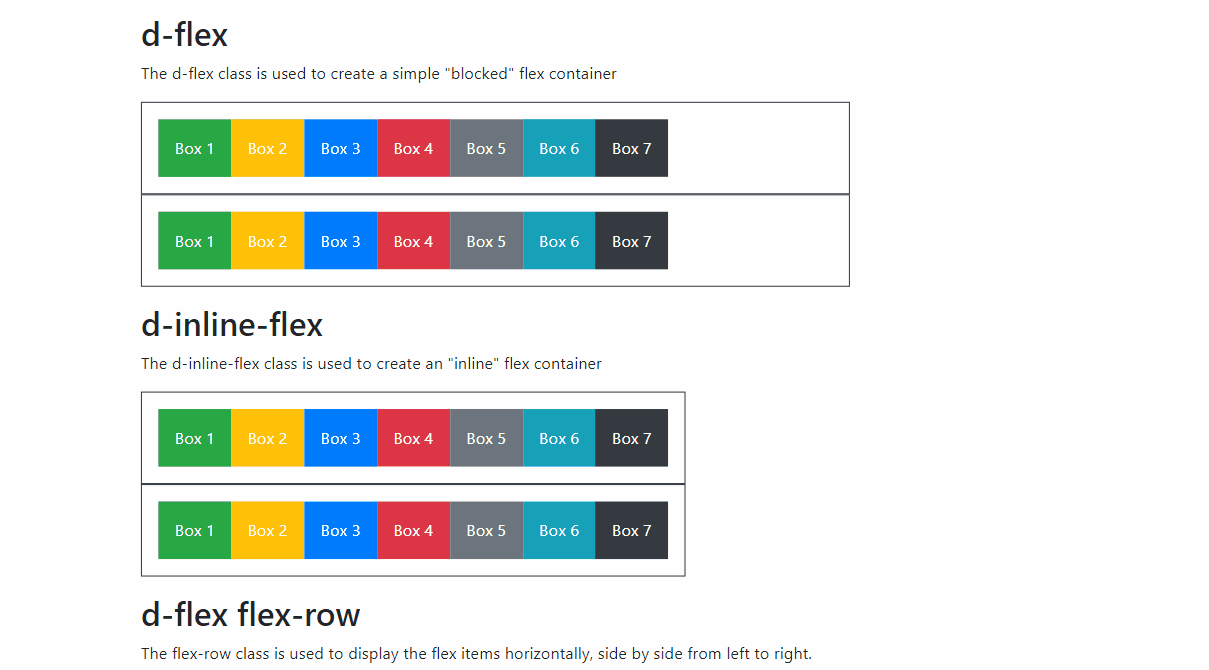 d-flex
The d-flex class is used to create a simple "blocked" flex container
Box 1 Box 2 Box 3 Box 4 Box 5 Box 6 Box 7
Box 1 Box 2 Box 3 Box 4 Box 5 Box 6 Box 7
d-inline-flex
The d-inline-flex class is used to create an "inline" flex container
Box 1 Box 2 Box 3 Box 4 Box 5 Box 6 Box 7
Box 1 Box 2 Box 3 Box 4 Box 5 Box 6 Box 7
d-flex flex-row
The flex-row class is used to display the flex items horizontally, side by side from left to right.